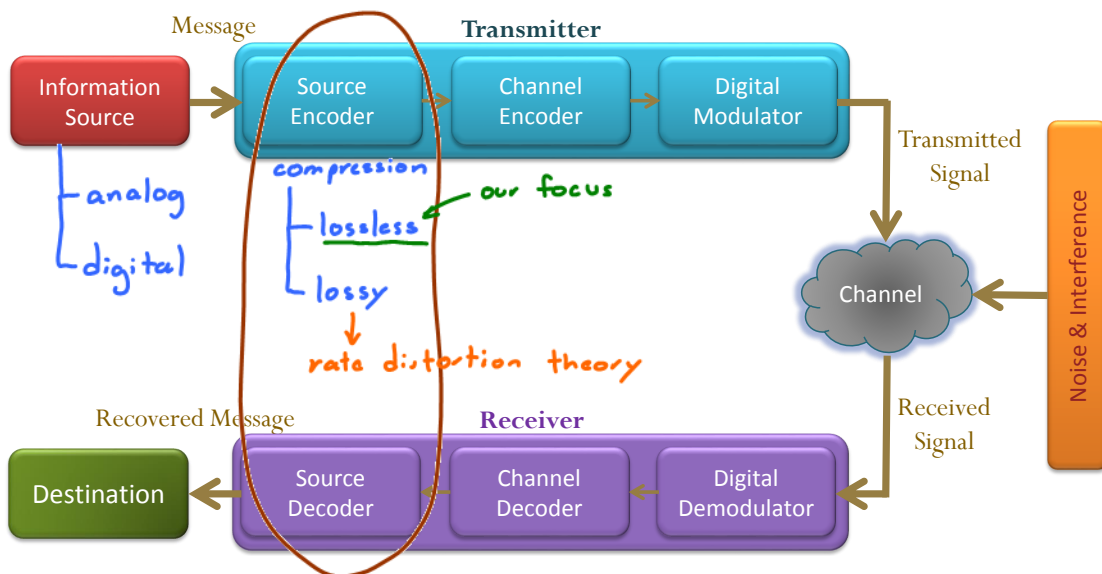 Message
Transmitter
Information
Source
Source
Encoder
Channel
Encoder
Digital
Modulator
Transmitted
Signal
analog
digital
compression
lossless
our focus
lossy
rate distortion theory
Channel
Noise & Interference
Recovered Message
Receiver
Received
Signal
Destination
Source
Decoder
Channel
Decoder
Digital
Demodulator